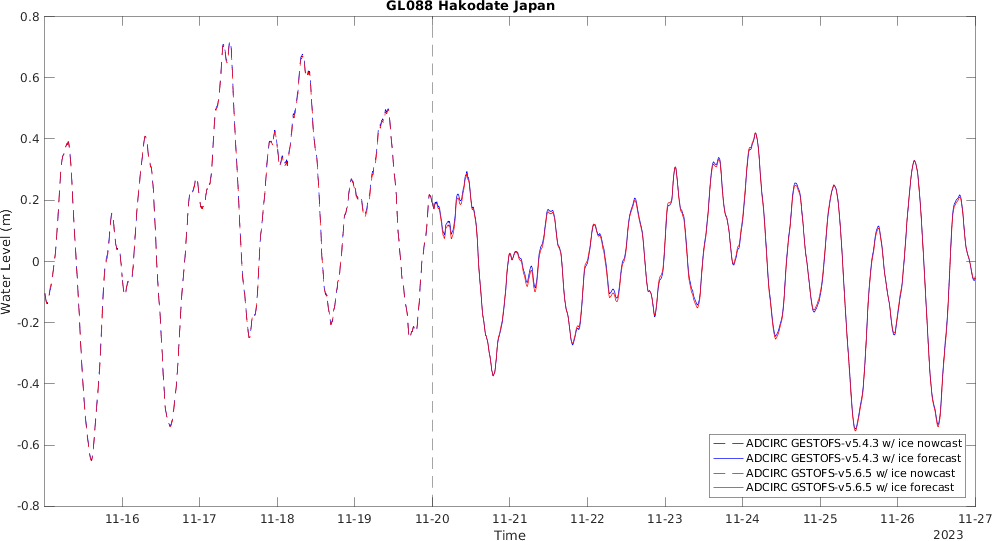 GL088 Hakodate Japan
0.8
0.6
0.4
0.2
0
-0.2
-0.4
-0.6
-0.8
Water Level (m)
ADCIRC GESTOFS-v5.4.3 w/ ice nowcast
ADCIRC GESTOFS-v5.4.3 w/ ice forecast
ADCIRC GSTOFS-v5.6.5 w/ ice nowcast
ADCIRC GSTOFS-v5.6.5 w/ ice forecast
11-16 11-17 11-18 11-19 11-20 11-21 11-22 11-23 11-24 11-25 11-26 11-27
Time
2023